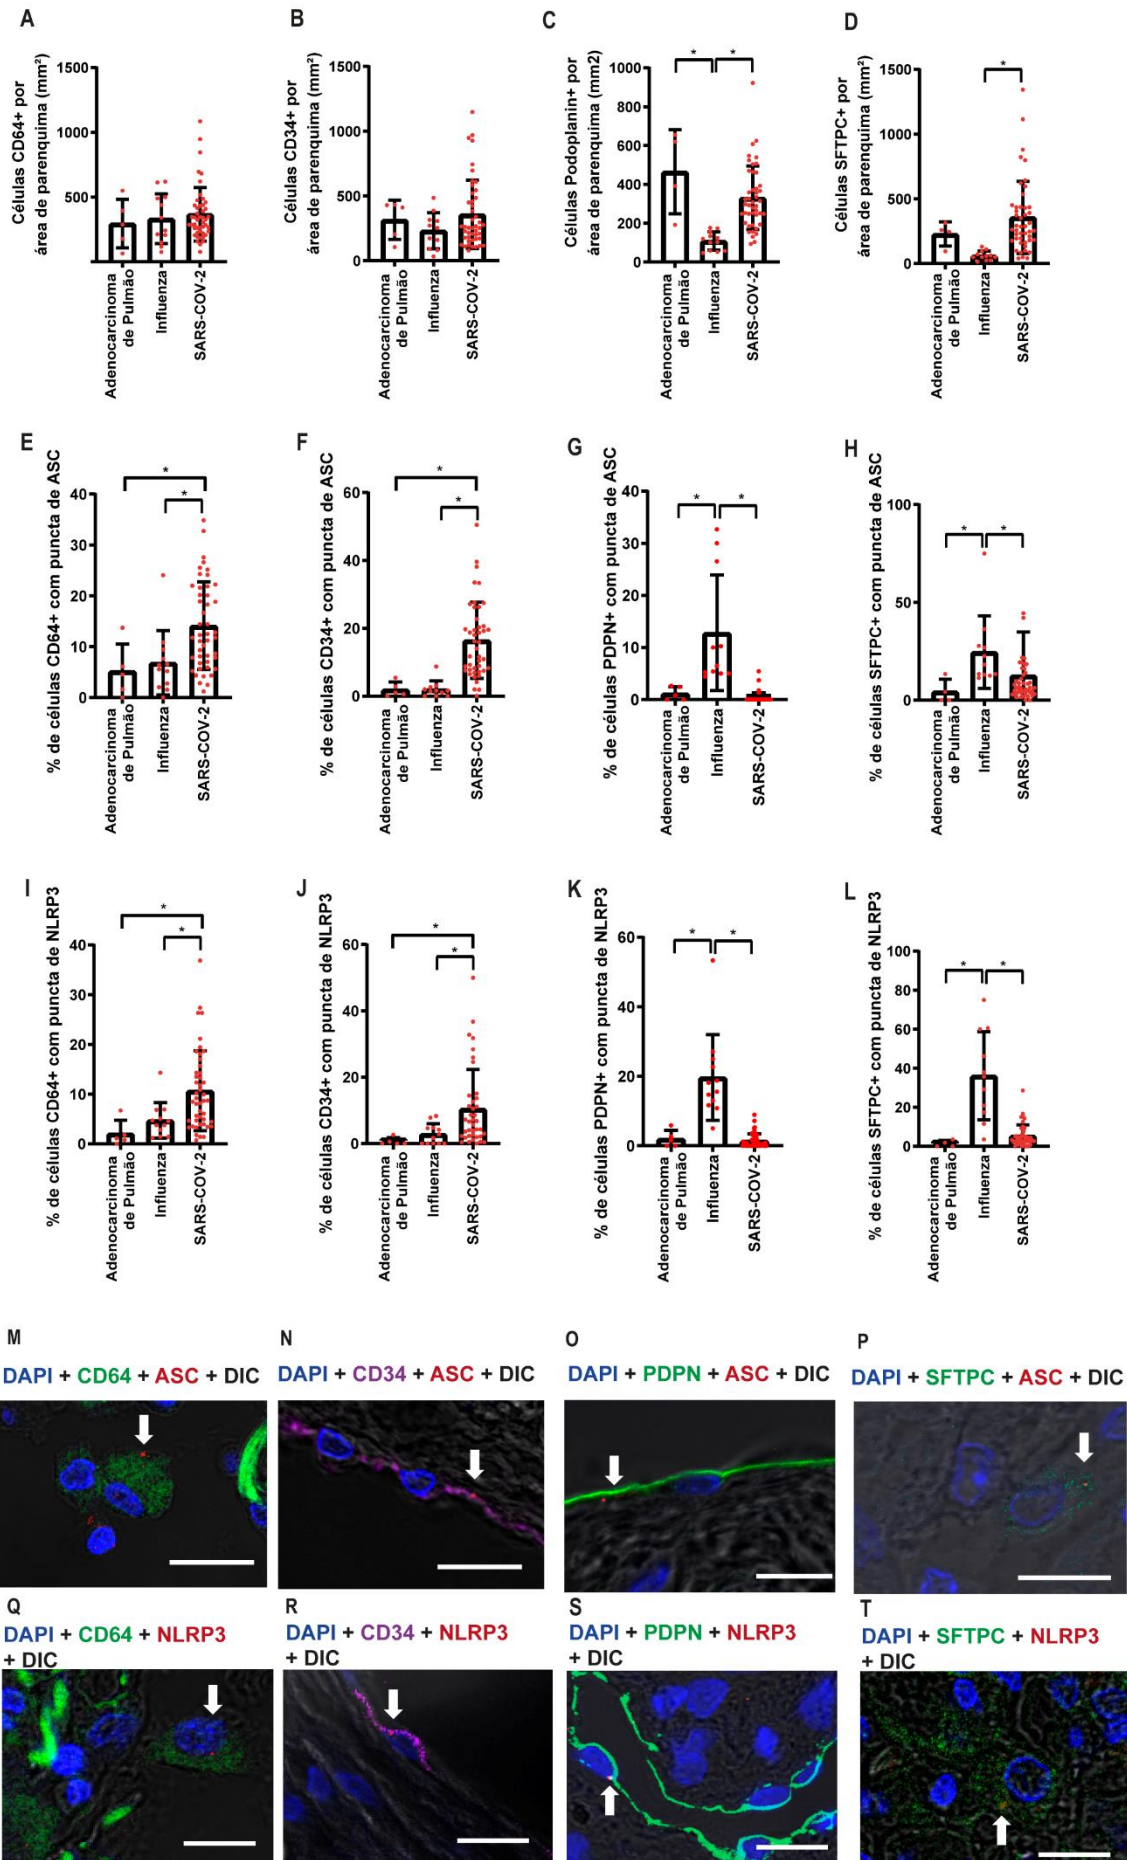 A
Células CD64+ por
área de parenquima (mm²)
1500
1000
500
Adenocarcinoma
de Pulmão
Influenza
SARS-COV-2
B
Células CD34+ por
área de parenquima (mm²)
1500
1000
500
0
Adenocarcinoma
de Pulmão
Influenza
SARS-COV-2
C
Células Podoplanin+ por
área de parenquima (mm2)
* *
1000
800
600
400
200
0
Adenocarcinoma
de Pulmão
Influenza
SARS-COV-2
D
Células SFTPC+ por
área de parenquima (mm²)
*
1500
1000
500
0
Adenocarcinoma
de Pulmão
Influenza
SARS-COV-2
E
% de células CD64+ com puncta de ASC
*
*
40
30
20
10
0
Adenocarcinoma
de Pulmão
Influenza
SARS-COV-2
F
% de células CD34+ com puncta de ASC
*
*
60
40
20
0
Adenocarcinoma
de Pulmão
Influenza
SARS-COV-2
G
% de células PDPN+ com puncta de ASC
* *
40
30
20
10
0
Adenocarcinoma
de Pulmão
Influenza
SARS-COV-2
H
% de células SFTPC+ com puncta de ASC
* *
100
50
0
Adenocarcinoma
de Pulmão
Influenza
SARS-COV-2
I
% de células CD64+ com puncta de NLRP3
*
*
40
30
20
10
0
Adenocarcinoma
de Pulmão
Influenza
SARS-COV-2
J
% de células CD34+ com puncta de NLRP3
*
*
60
40
20
0
Adenocarcinoma
de Pulmão
Influenza
SARS-COV-2
K
% de células PDPN+ com puncta de NLRP3
* *
60
40
20
0
Adenocarcinoma
de Pulmão
Influenza
SARS-COV-2
L
% de células SFTPC+ com puncta de NLRP3
* *
100
80
60
40
20
0
Adenocarcinoma
de Pulmão
Influenza
SARS-COV-2
M
DAPI + CD64 + ASC + DIC
N
DAPI + CD34 + ASC + DIC
O
DAPI + PDPN + ASC + DIC
P
DAPI + SFTPC + ASC + DIC
Q
DAPI + CD64 + NLRP3
+ DIC
R
DAPI + CD34 + NLRP3
+ DIC
S
DAPI + PDPN + NLRP3
+ DIC
T
DAPI + SFTPC + NLRP3
+ DIC